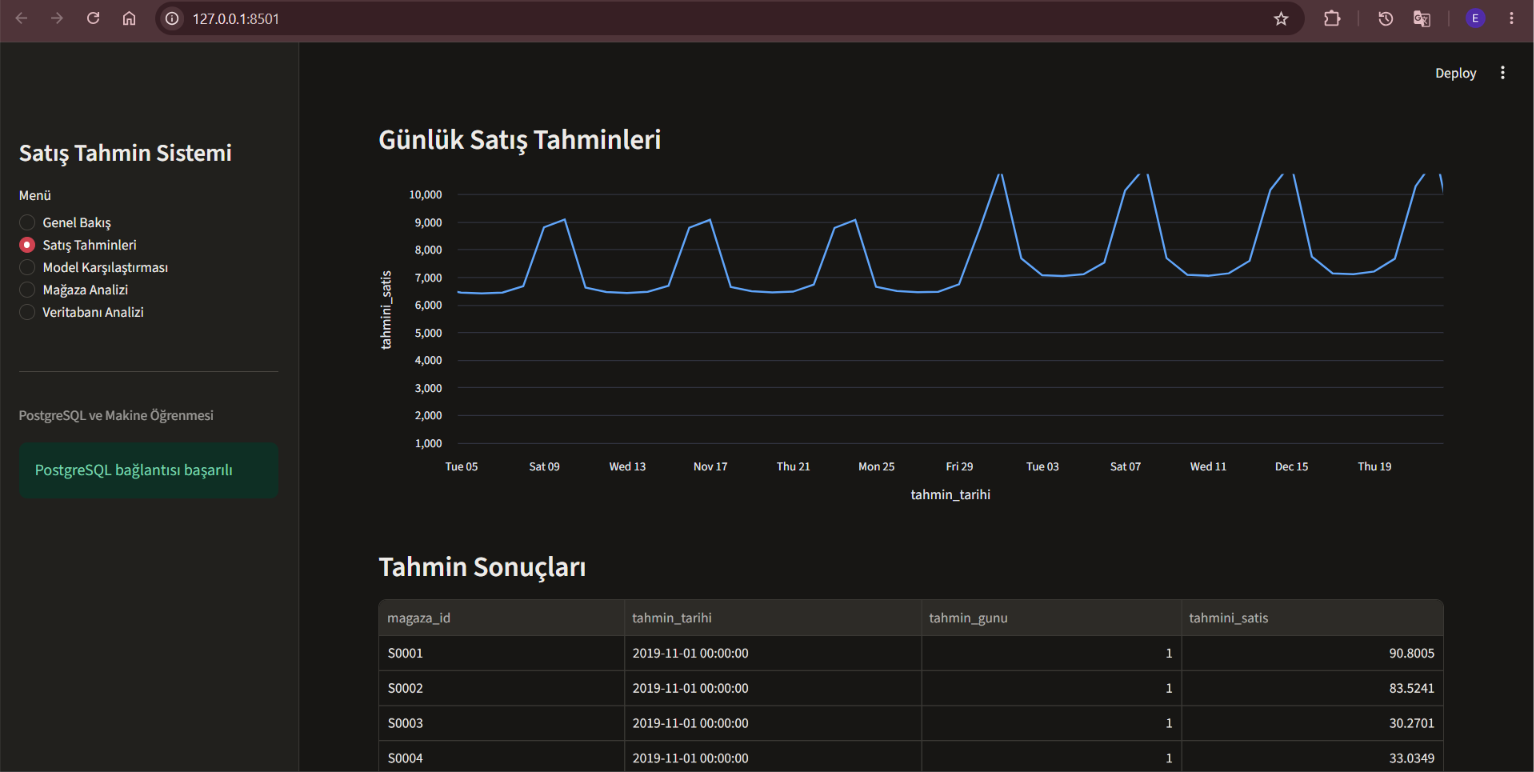 127.0.0.1:8501
E
Deploy
Satış Tahmin Sistemi
Menü
Genel Bakış
Satış Tahminleri
Model Karşılaştırması
Mağaza Analizi
Veritabanı Analizi
PostgreSQL ve Makine Öğrenmesi
PostgreSQL bağlantısı başarılı
Günlük Satış Tahminleri
tahmini_satis
10,000
9,000
8,000
7,000
6,000
5,000
4,000
3,000
2,000
1,000
Tue 05 Sat 09 Wed 13 Nov 17 Thu 21 Mon 25 Fri 29 Tue 03 Sat 07 Wed 11 Dec 15 Thu 19
tahmin_tarihi
Tahmin Sonuçları
magaza_id tahmin_tarihi tahmin_gunu tahmini_satis
S0001 2019-11-01 00:00:00 1 90.8005
S0002 2019-11-01 00:00:00 1 83.5241
S0003 2019-11-01 00:00:00 1 30.2701
S0004 2019-11-01 00:00:00 1 33.0349